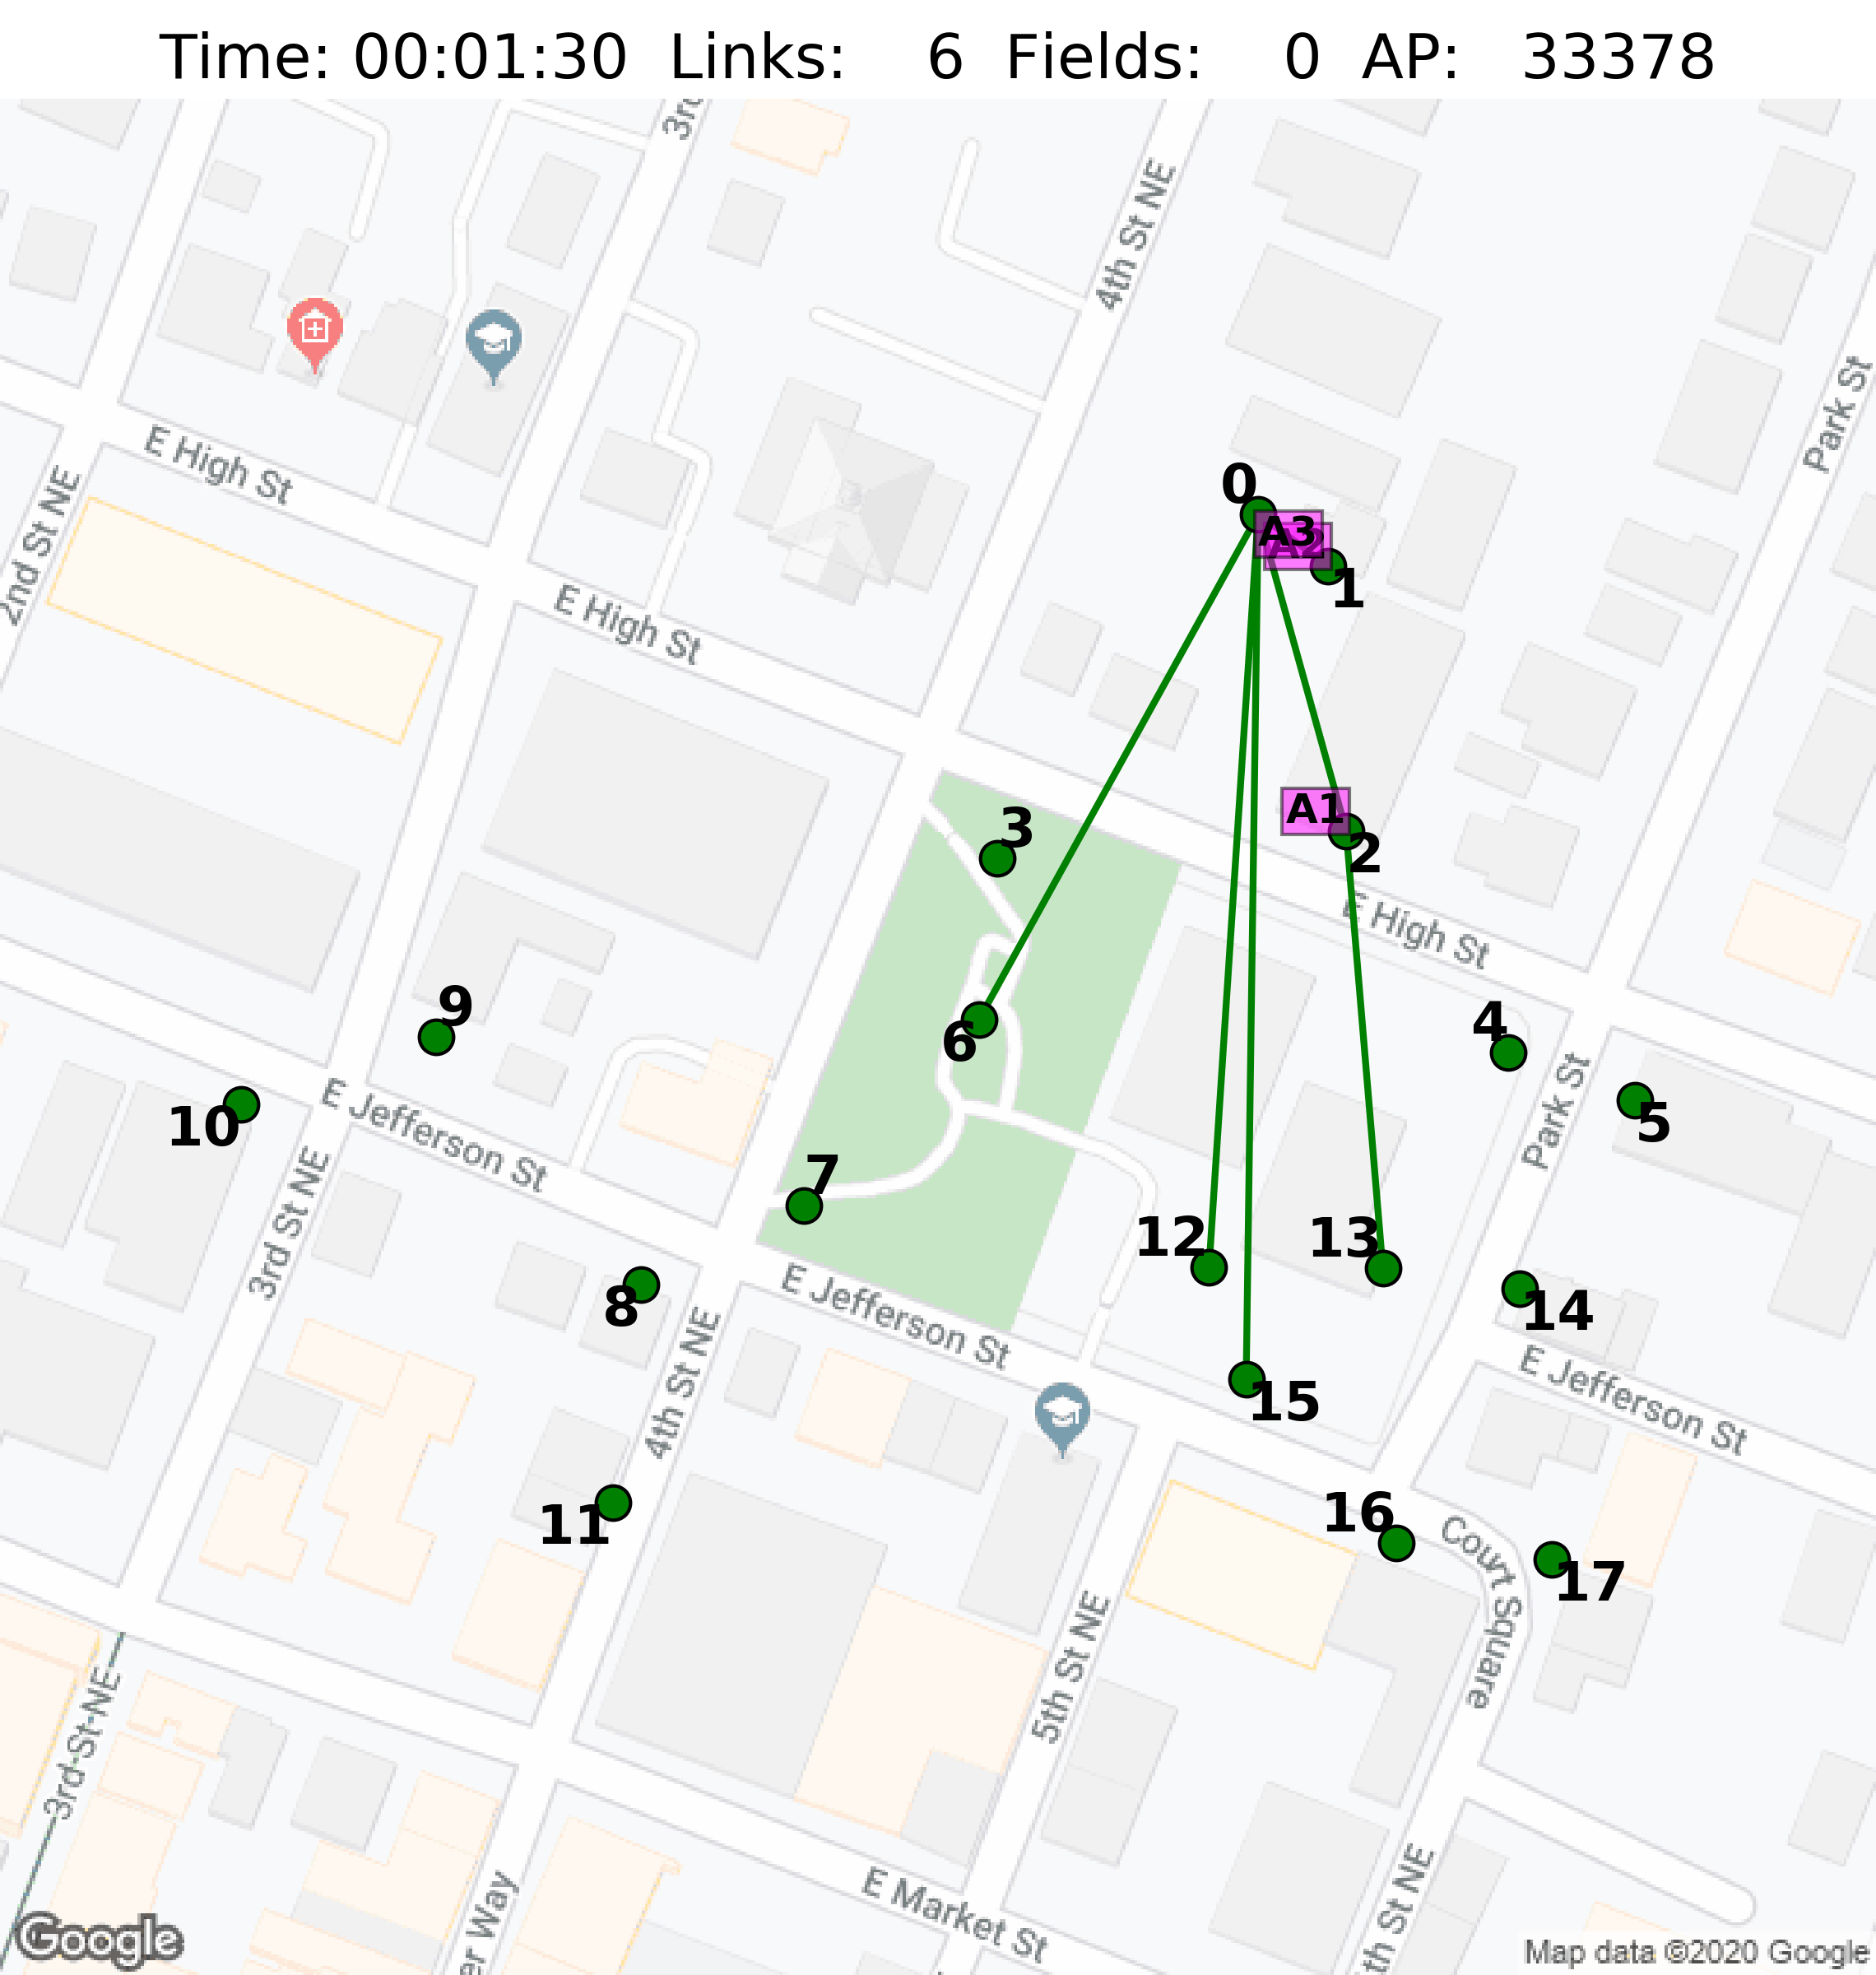 Time: 00:01:30 Links: 6 Fields: 0 AP: 33378
3rd
4th St NE
Park St
E High St
2nd St NE
0
A3
A2
1
E High St
A1
3
2
E High St
9
4
6
5
10
E Jefferson St
Park St
7
3rd St NE
12
13
8
E Jefferson St
14
4th St NE
E Jefferson St
15
11
16
Court Square
17
5th St NE
3rd St NE
E Market St
th St NE
er Way
Google
Map data ©2020 Google